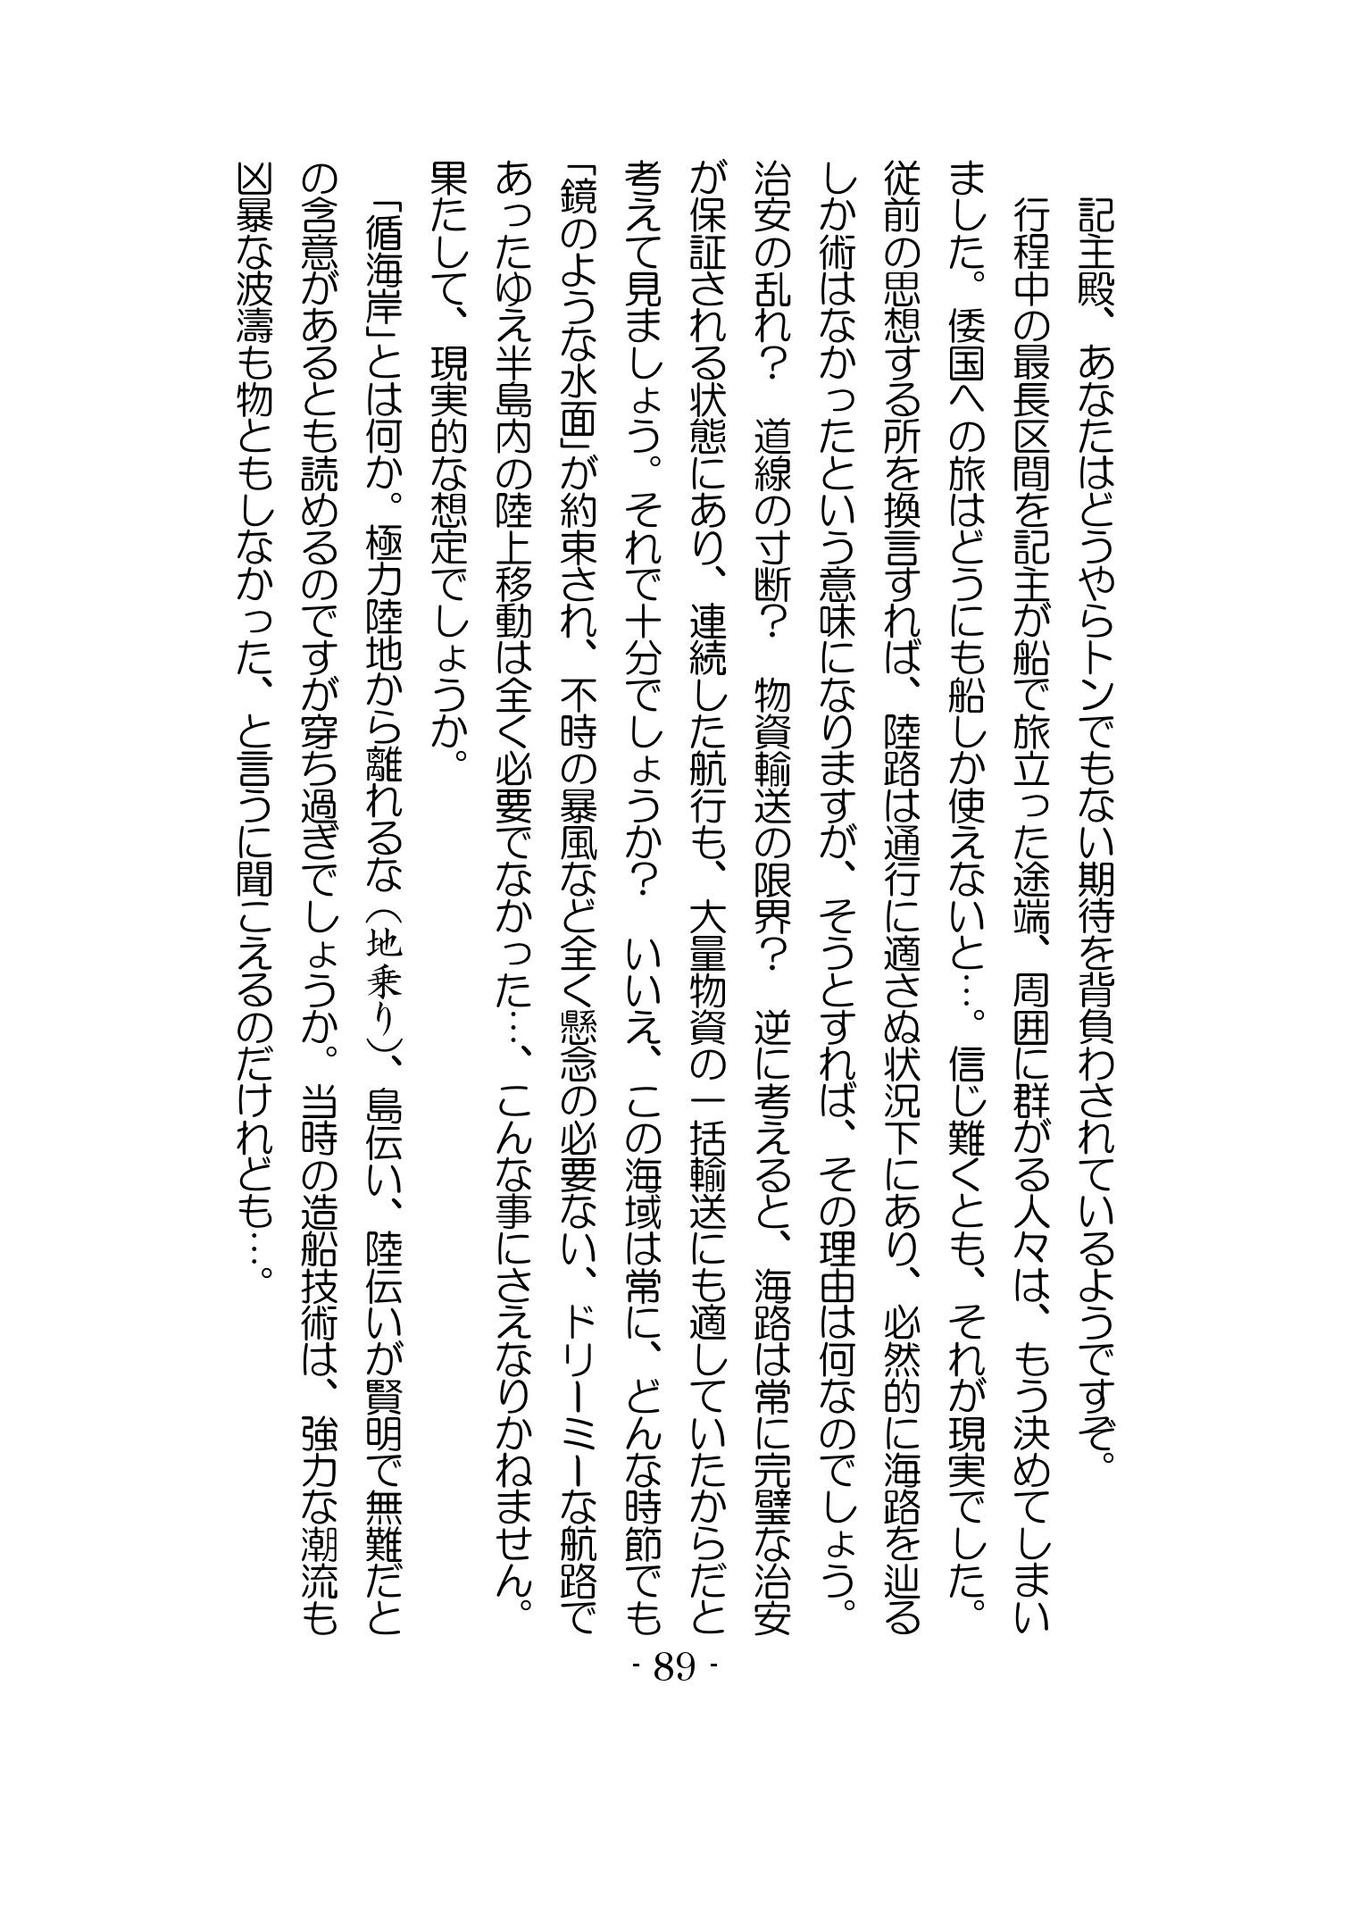 記主殿、あなたはどうやらトンでもない期待を背負わされているようですぞ。
行程中の最長区間を記主が船で旅立った途端、周囲に群がる人々は、もう決めてしまい
ました。倭国への旅はどうにも船しか使えないと…。信じ難くとも、それが現実でした。
従前の思想する所を換言すれば、陸路は通行に適さぬ状況下にあり、必然的に海路を辿る
しか術はなかったという意味になりますが、そうとすれば、その理由は何なのでしょう。
治安の乱れ？　道線の寸断？　物資輸送の限界？　逆に考えると、海路は常に完璧な治安
が保証される状態にあり、連続した航行も、大量物資の一括輸送にも適していたからだと
考えて見ましょう。それで十分でしょうか？　いいえ、この海域は常に、どんな時節でも
「鏡のような水面」が約束され、不時の暴風など全く懸念の必要ない、ドリーミーな航路で
あったゆえ半島内の陸上移動は全く必要でなかった…、こんな事にさえなりかねません。
果たして、現実的な想定でしょうか。
「循海岸」とは何か。極力陸地から離れるな（地乗り）、島伝い、陸伝いが賢明で無難だと
の含意があるとも読めるのですが穿ち過ぎでしょうか。当時の造船技術は、強力な潮流も
凶暴な波濤も物ともしなかった、と言うに聞こえるのだけれども…。
- 89 -